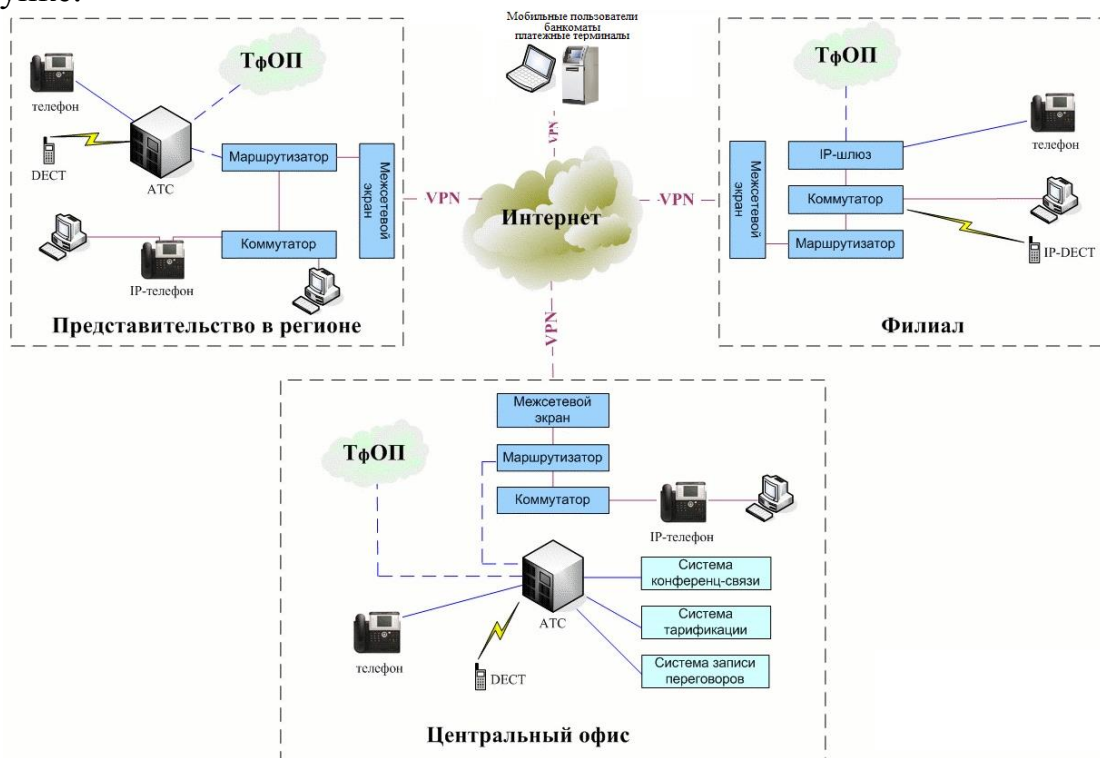 унке.
Мобильные пользователи
банкоматы
платежные терминалы
ТфОП
телефон
DECT
АТС
Маршрутизатор
Межсетевой
экран
Коммутатор
IP-телефон
Представительство в регионе
VPN
VPN
Интернет
VPN
VPN
ТфОП
телефон
IP-шлюз
Межсетевой
экран
Коммутатор
Маршрутизатор
IP-DECT
Филиал
Межсетевой
экран
ТфОП
Маршрутизатор
Коммутатор
IP-телефон
Система
конференц-связи
АТС
Система
тарификации
телефон
DECT
Система записи
переговоров
Центральный офис